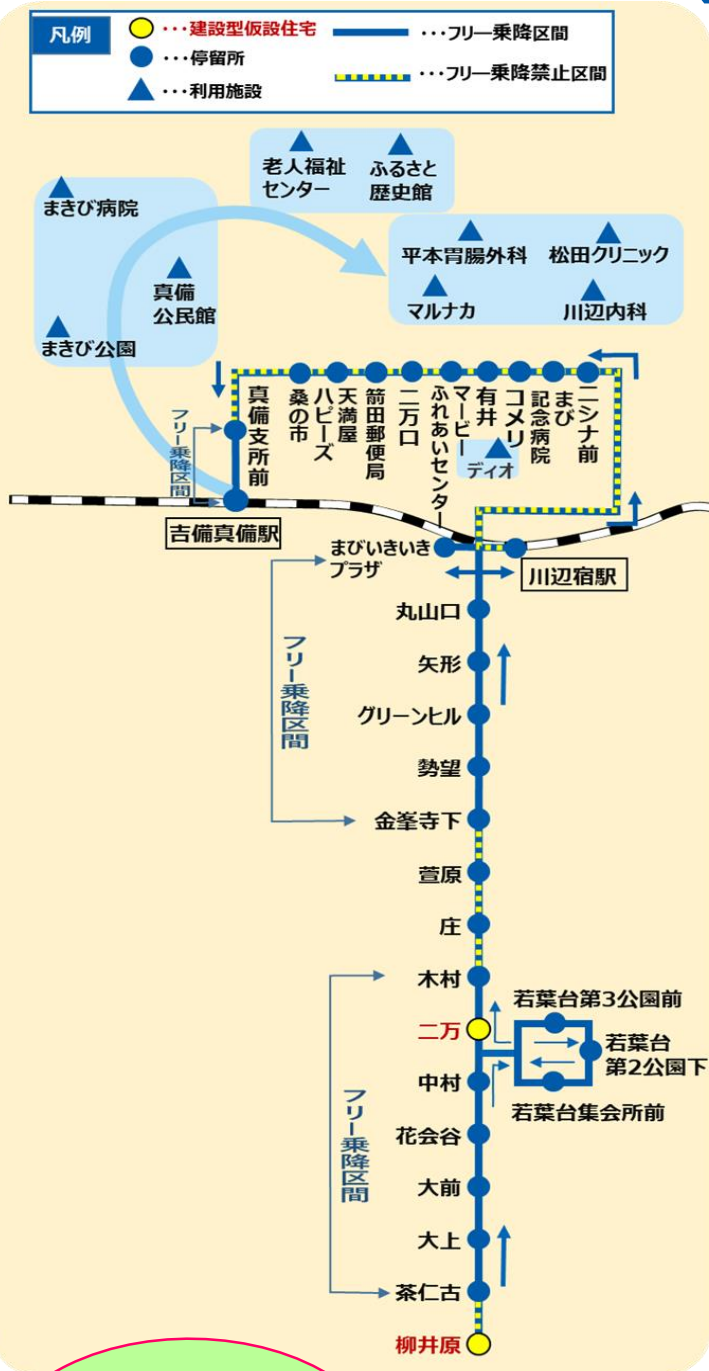 凡例
・・・建設型仮設住宅
・・・停留所
・・・利用施設
・・・フリー乗降区間
・・・フリー乗降禁止区間
老人福祉
センター
ふるさと
歴史館
まきび病院
真備
公民館
まきび公園
平本胃腸外科
松田クリニック
マルナカ
川辺内科
フリー乗降区間
真備支所前
桑の市
ハピーズ
天満屋
箭田郵便局
二万口
ふれあいセンター
マービー
有井
コメリ
記念病院
まび
ニシナ前
ディオ
吉備真備駅
まびいきいき
プラザ
川辺宿駅
丸山口
矢形
グリーンヒル
勢望
金峯寺下
フリー乗降区間
萱原
庄
木村
二万
若葉台第3公園前
若葉台
第2公園下
若葉台集会所前
中村
花会谷
大前
大上
茶仁古
フリー乗降区間
柳井原